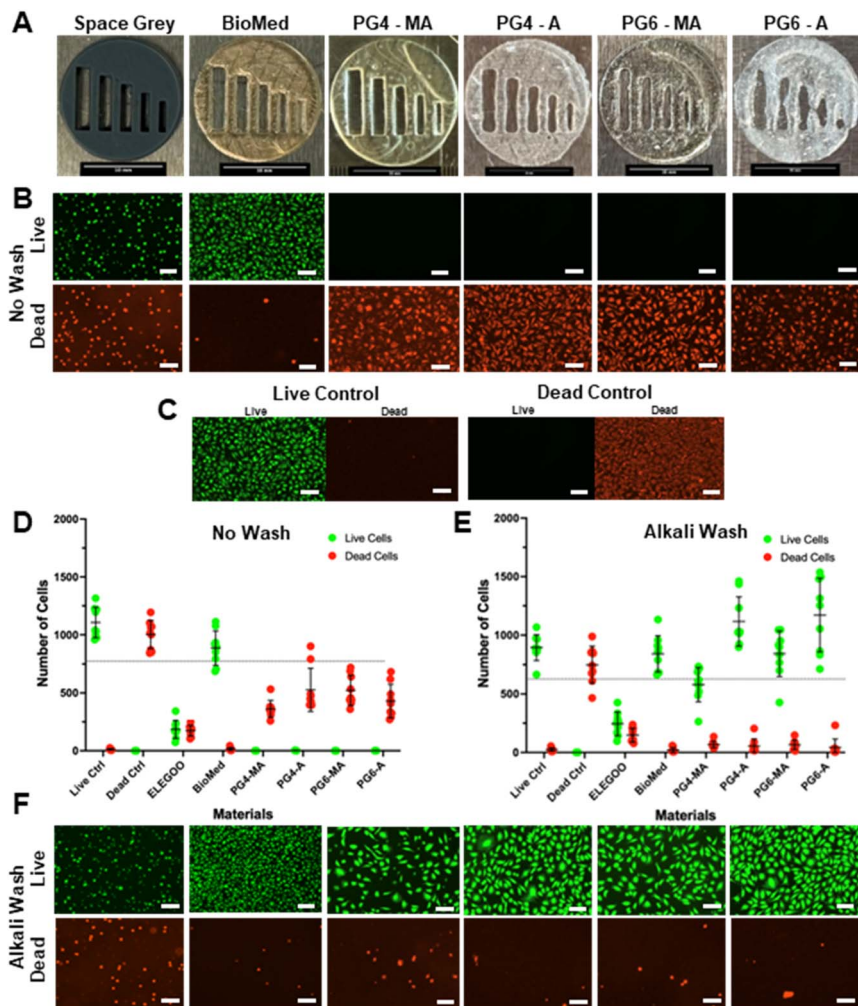 A
Space Grey BioMed PG4 - MA PG4 - A PG6 - MA PG6 - A
B
No Wash
Live
Dead
C
Live Control Dead Control
Live Dead Live Dead
D
No Wash
Live Cells
Dead Cells
Number of Cells
2000
1500
1000
500
0
Live Ctrl Dead Ctrl ELEGOO BioMed PG4-MA PG4-A PG6-MA PG6-A
Materials
E
Alkali Wash
Live Cells
Dead Cells
Number of Cells
2000
1500
1000
500
0
Live Ctrl Dead Ctrl ELEGOO BioMed PG4-MA PG4-A PG6-MA PG6-A
Materials
F
Alkali Wash
Live
Dead